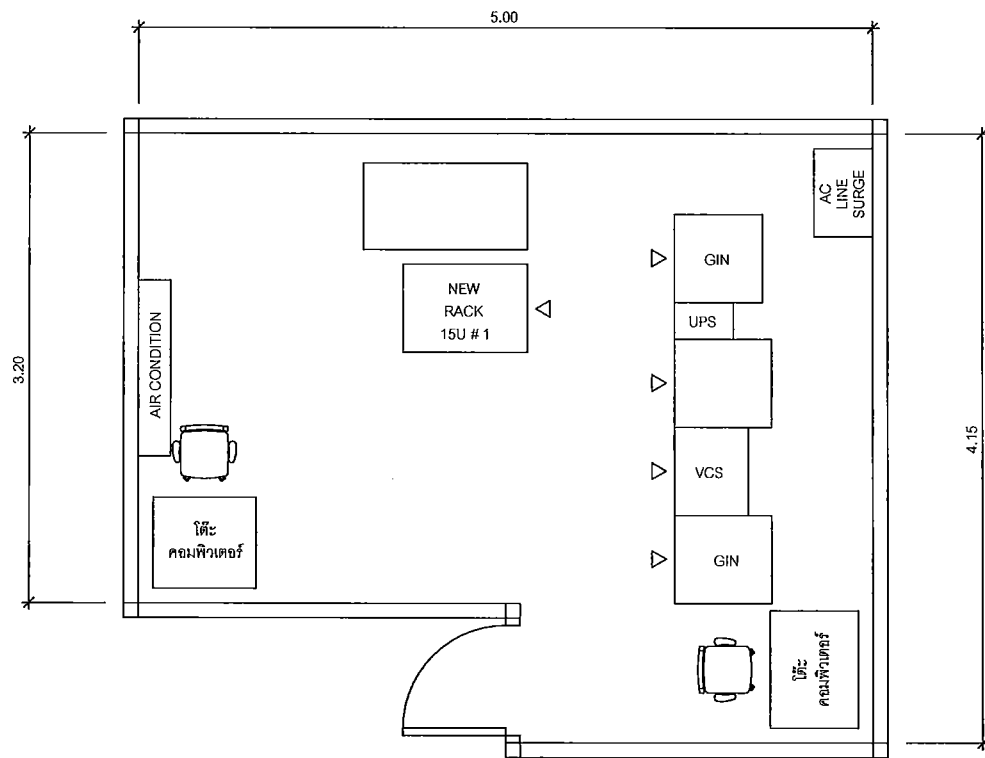 5.00
3.20
4.15
AC
LINE
SURGE
GIN
UPS
NEW
RACK
15U # 1
AIR CONDITION
VCS
GIN
โต๊ะ
คอมพิวเตอร์
โต๊ะ
คอมพิวเตอร์